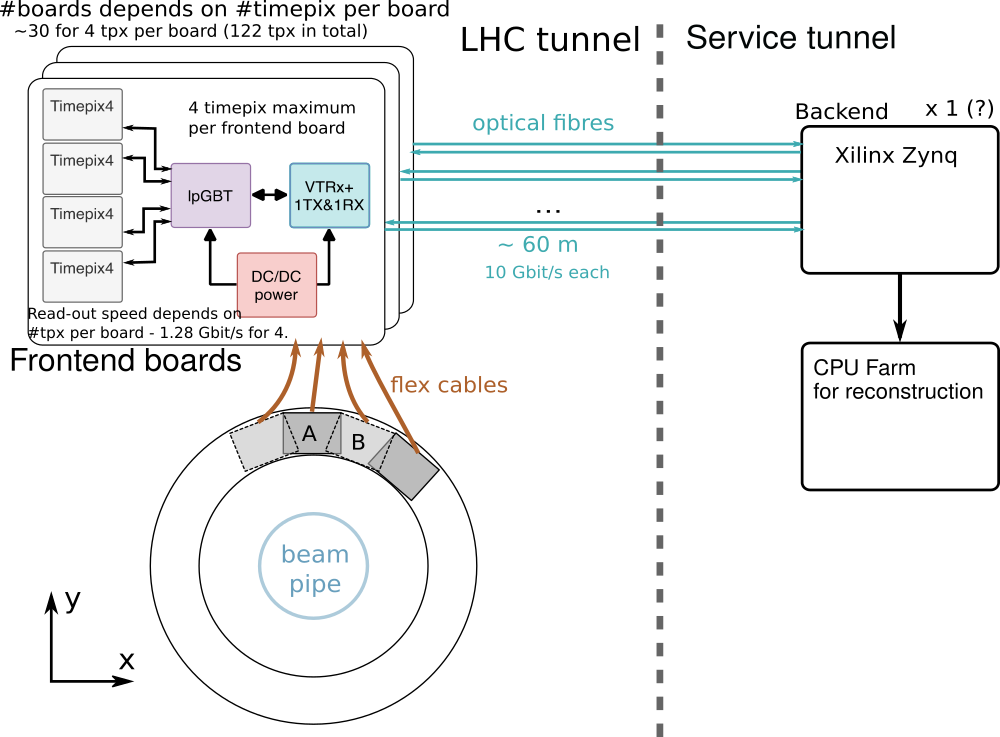 #boards depends on #timepix per board
~30 for 4 tpx per board (122 tpx in total)
LHC tunnel
Service tunnel
Timepix4
Timepix4
Timepix4
Timepix4
4 timepix maximum
per frontend board
lpGBT
VTRx+
1TX&1RX
DC/DC
power
Read-out speed depends on
#tpx per board - 1.28 Gbit/s for 4.
Frontend boards
optical fibres
...
~ 60 m
10 Gbit/s each
Backend
x 1 (?)
Xilinx Zynq
CPU Farm
for reconstruction
flex cables
A
B
beam
pipe
y
x